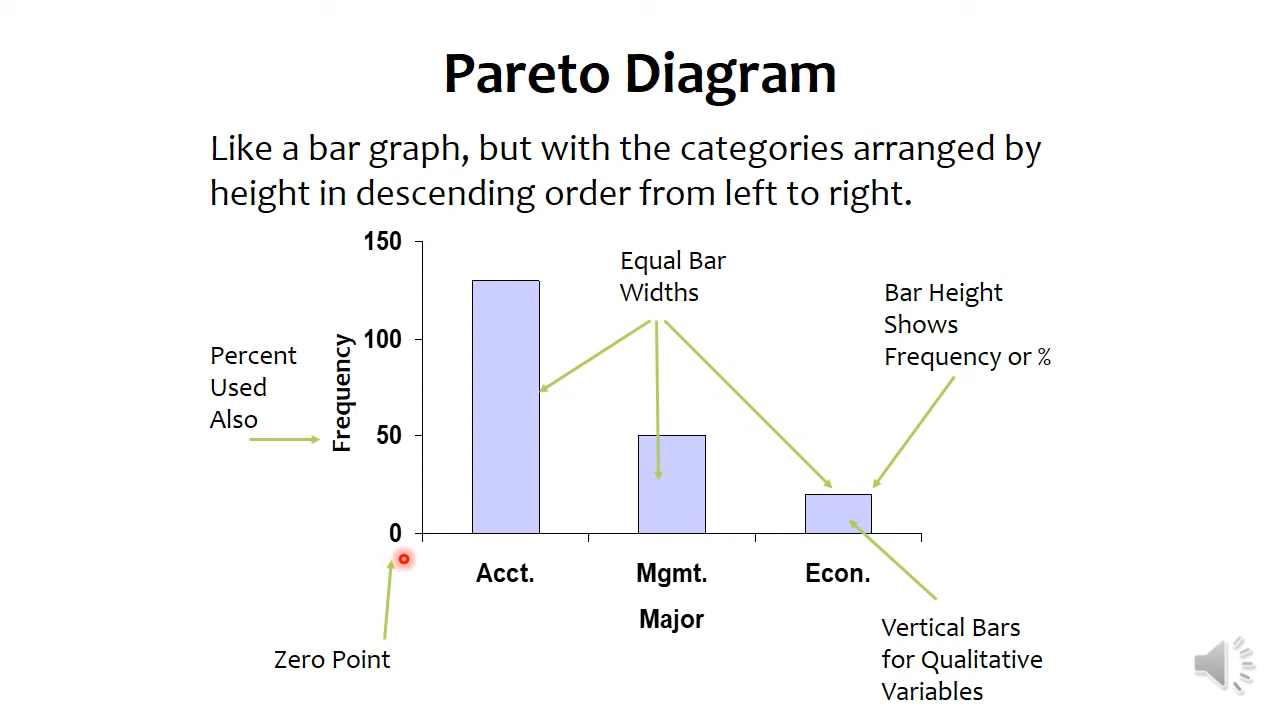 Pareto Diagram
Like a bar graph, but with the categories arranged by
height in descending order from left to right.
150
100
50
0
Frequency
Percent
Used
Also
Equal Bar
Widths
Bar Height
Shows
Frequency or %
Acct.
Mgmt.
Econ.
Major
Zero Point
Vertical Bars
for Qualitative
Variables